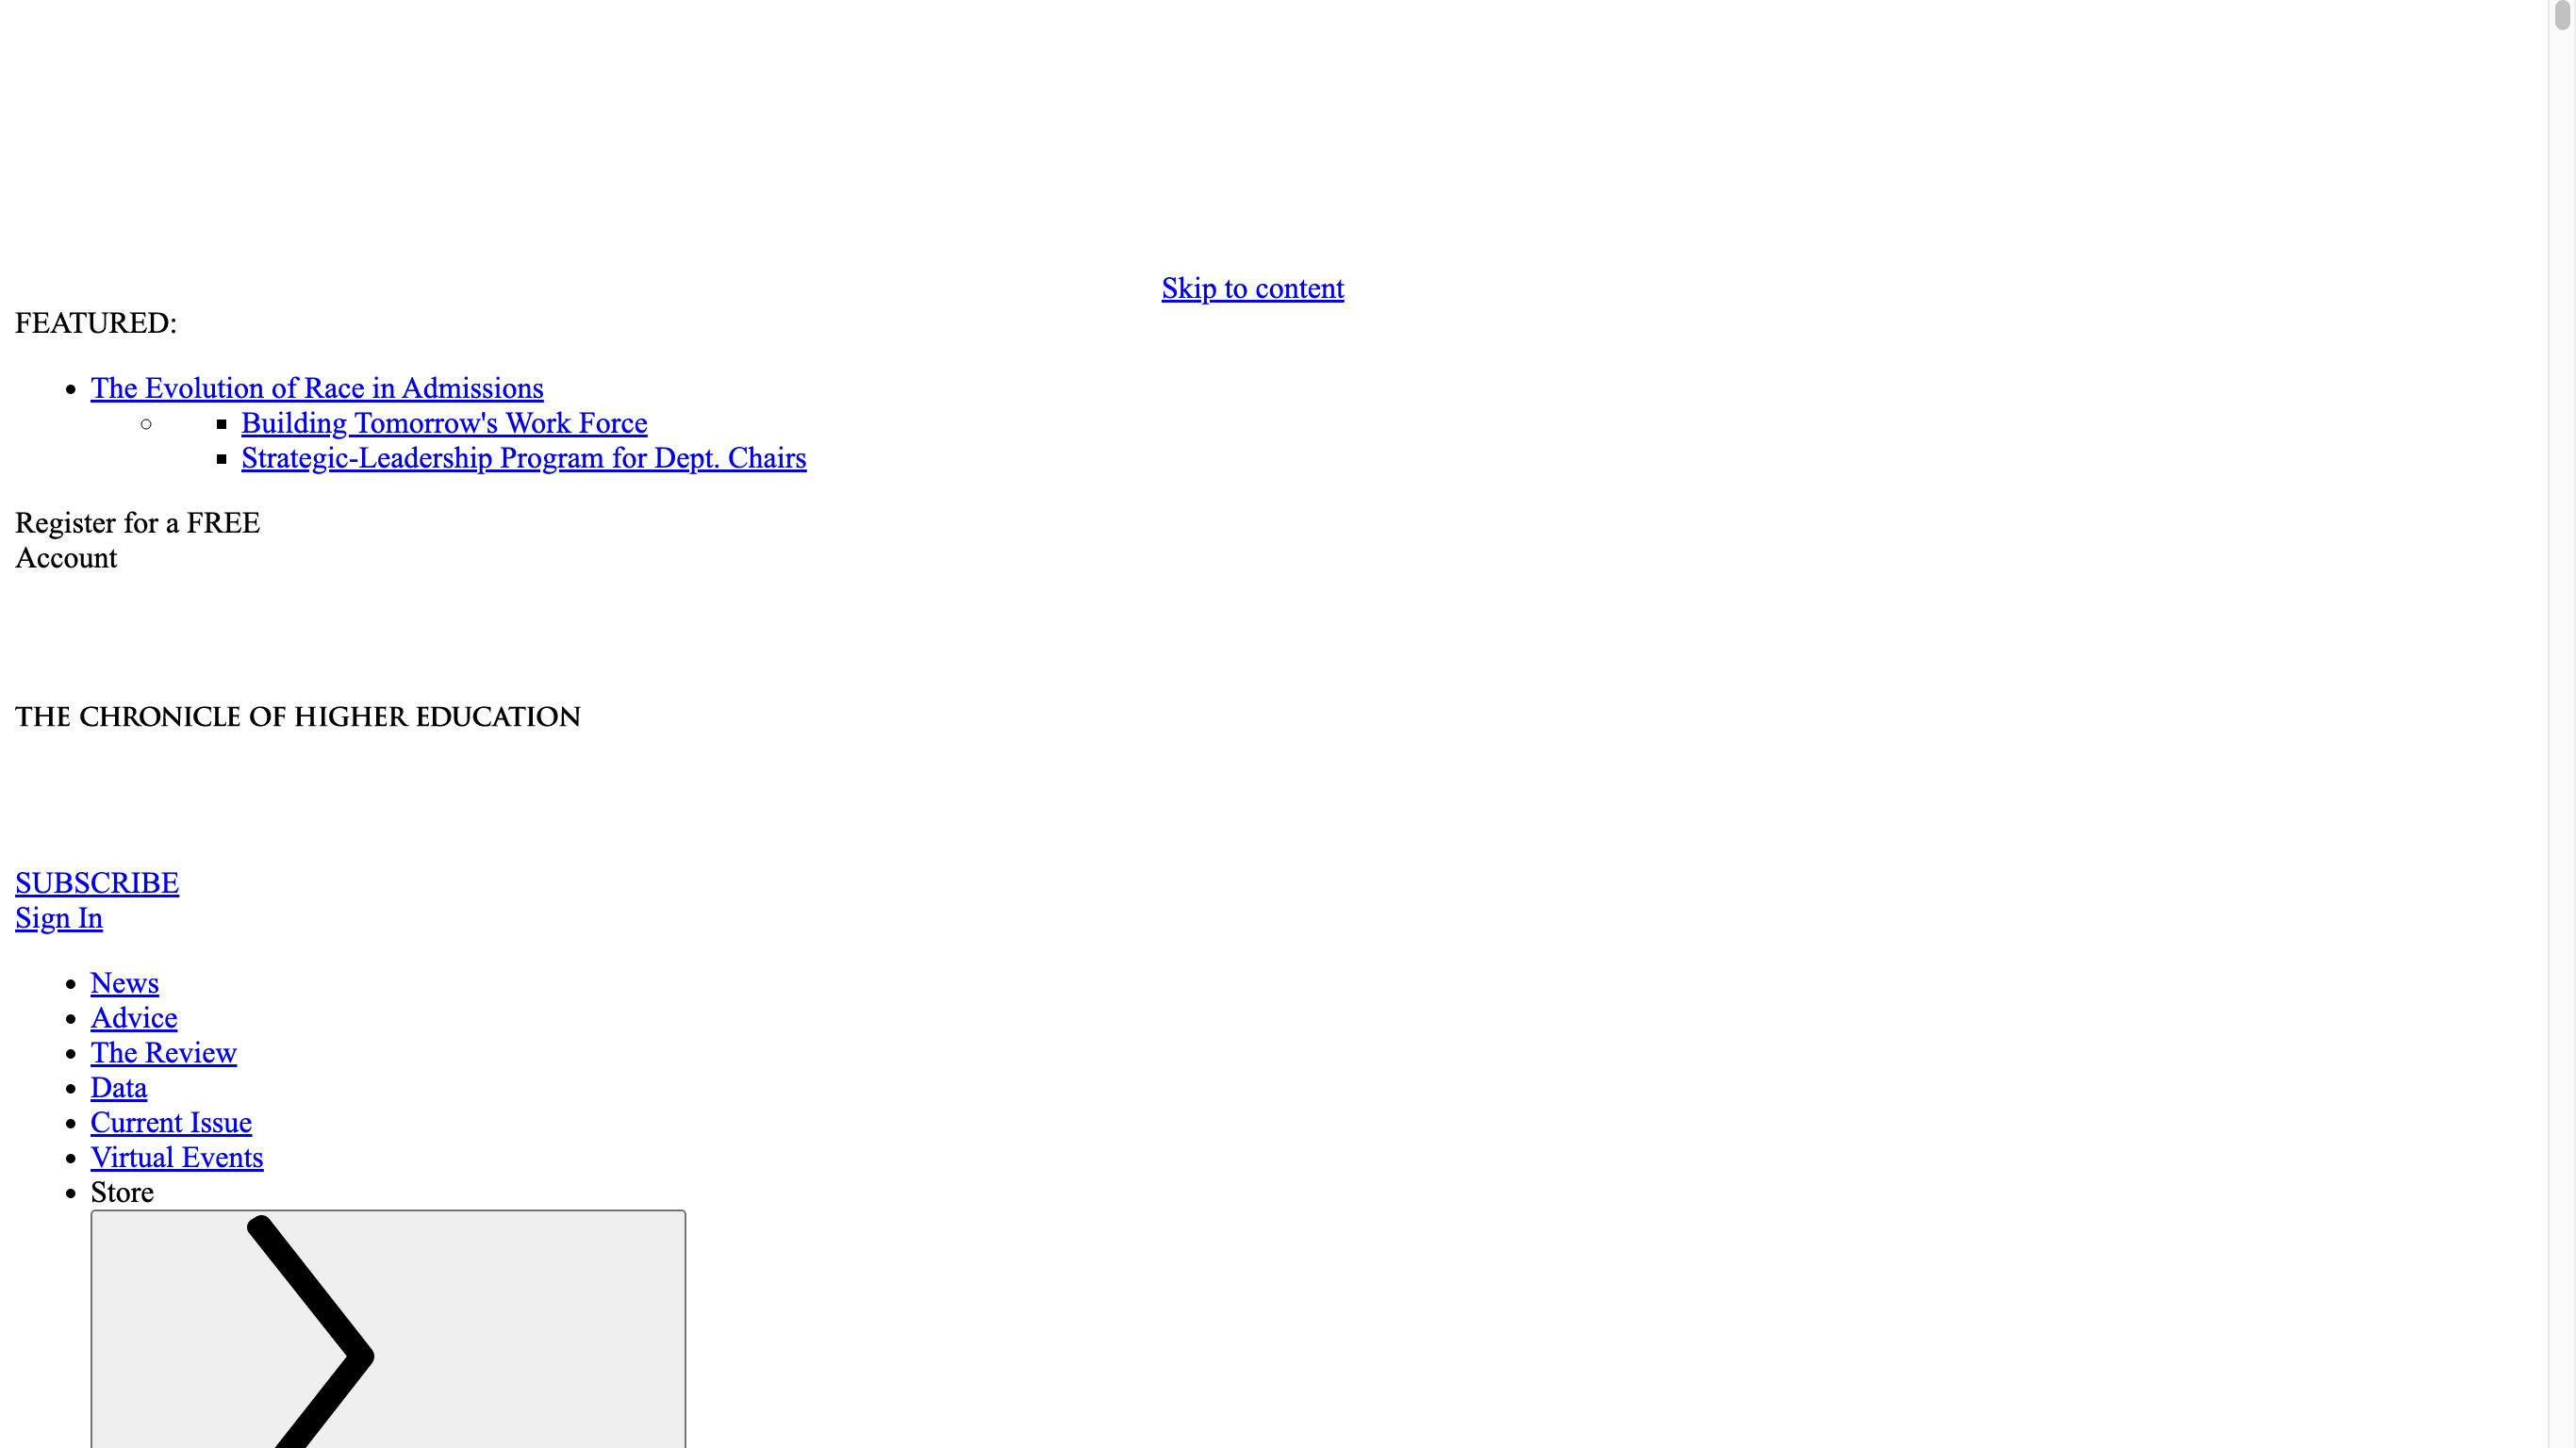 Skip to content
FEATURED:
The Evolution of Race in Admissions
Building Tomorrow's Work Force
Strategic-Leadership Program for Dept. Chairs
Register for a FREE
Account
THE CHRONICLE OF HIGHER EDUCATION
SUBSCRIBE
Sign In
News
Advice
The Review
Data
Current Issue
Virtual Events
Store